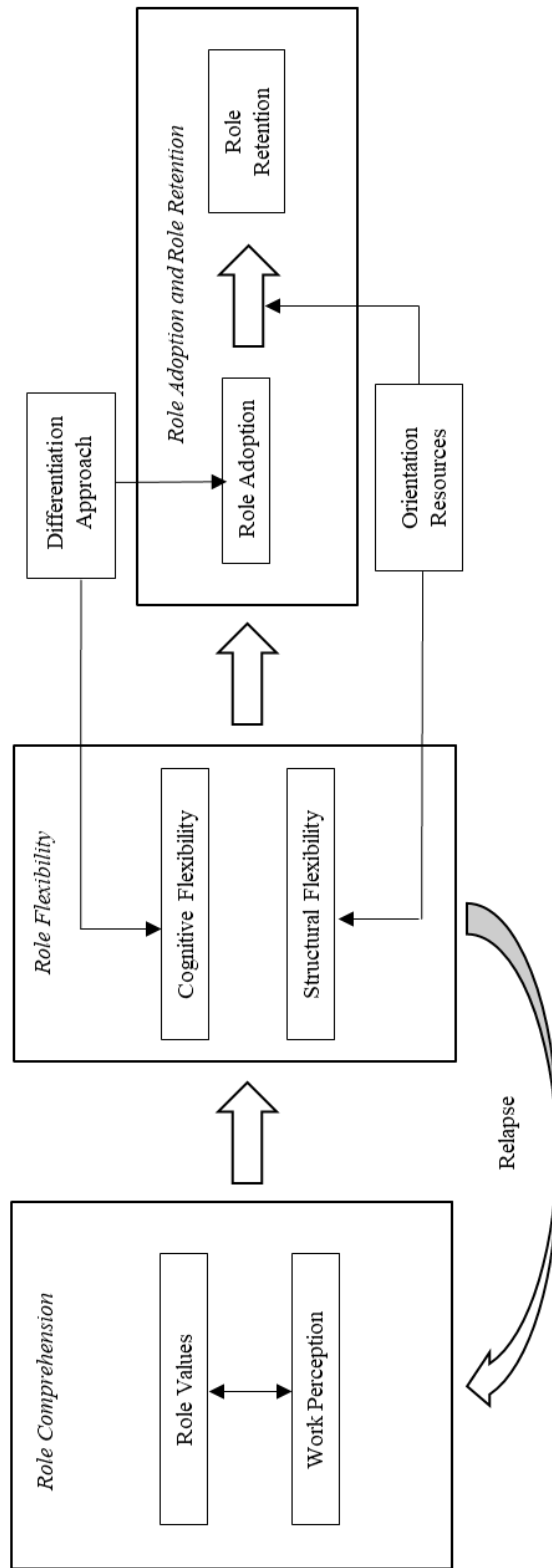 Role Comprehension
Role Values
Work Perception
Role Flexibility
Cognitive Flexibility
Structural Flexibility
Relapse
Differentiation
Approach
Role Adoption and Role Retention
Role Adoption
Role
Retention
Orientation
Resources